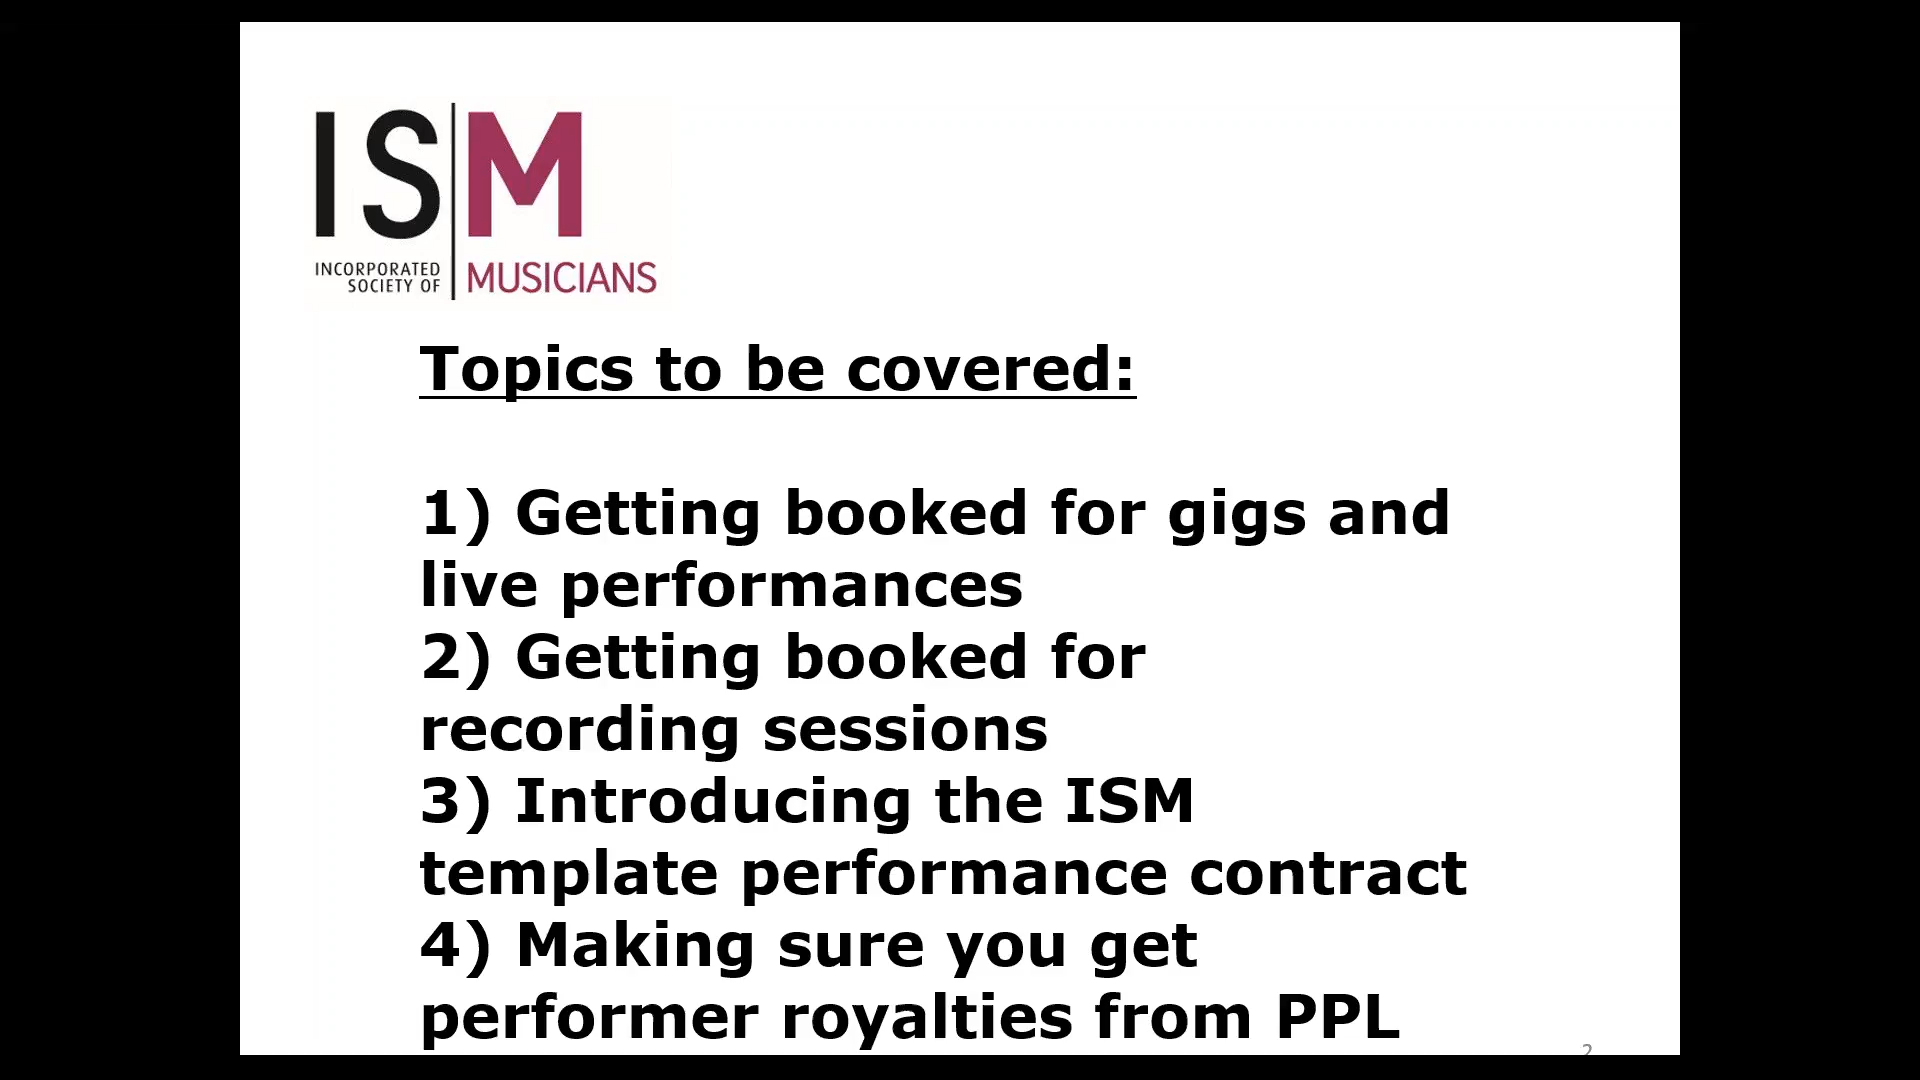 ISM
INCORPORATED
SOCIETY OF
MUSICIANS
Topics to be covered:
1) Getting booked for gigs and
live performances
2) Getting booked for
recording sessions
3) Introducing the ISM
template performance contract
4) Making sure you get
performer royalties from PPL
2